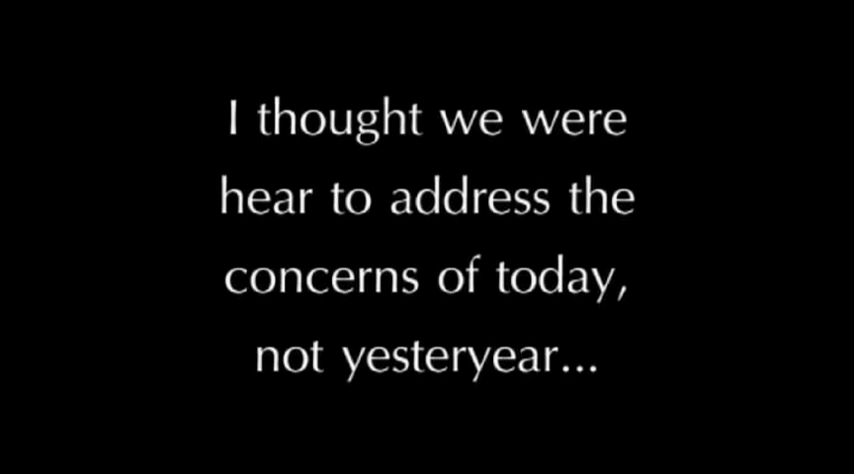 I thought we were
hear to address the
concerns of today,
not yesteryear...